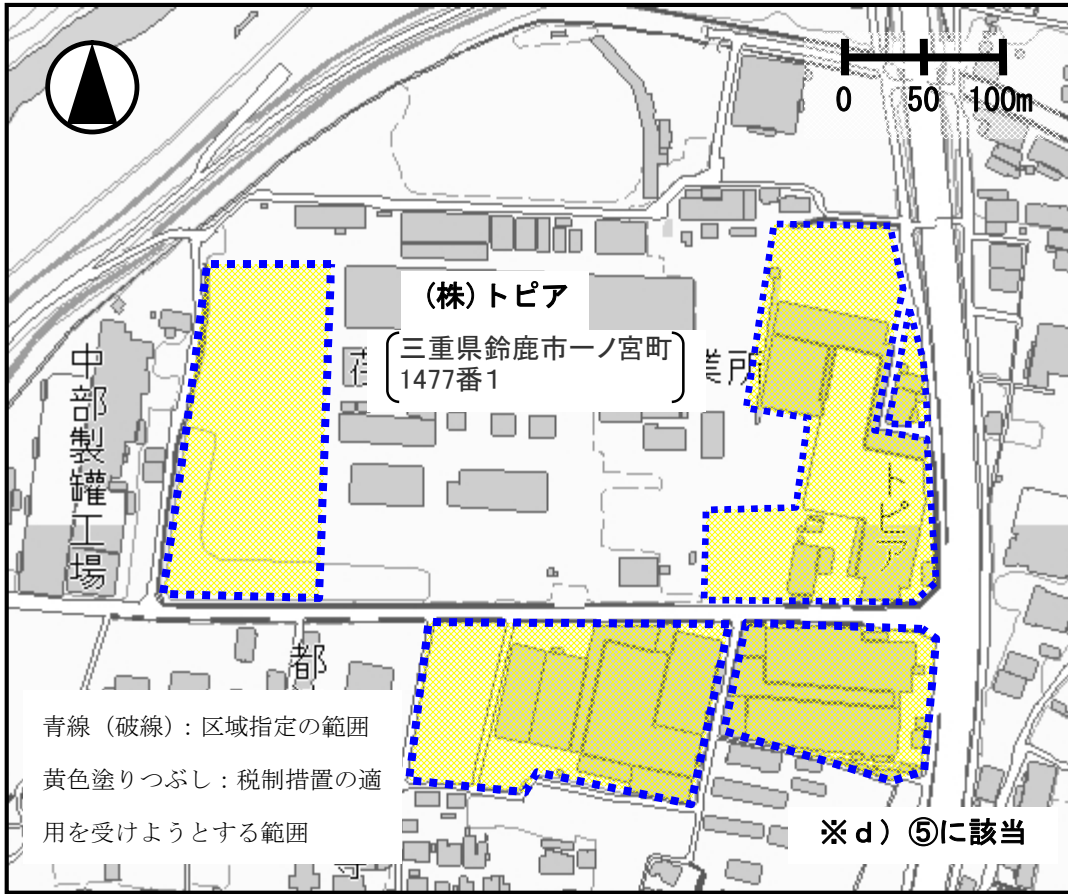 0 50 100m
(株)トピア
三重県鈴鹿市一ノ宮町
1477番1
業所
中部製罐工場
トピア
都
青線（破線）：区域指定の範囲
黄色塗りつぶし：税制措置の適
用を受けようとする範囲
※d）⑤に該当